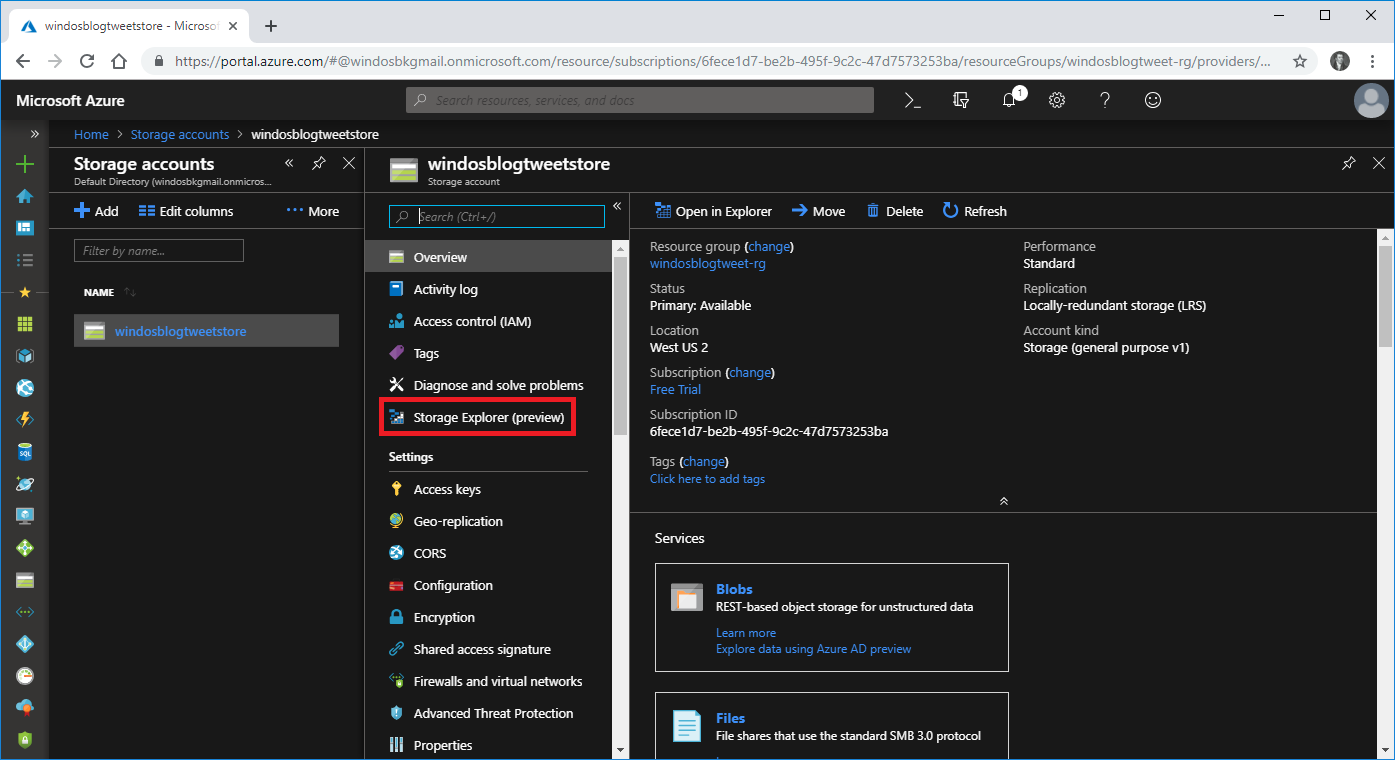 windosblogtweetstore - Microsof
https://portal.azure.com/#@windosbkgmail.onmicrosoft.com/resource/subscriptions/6fece1d7-be2b-495f-9c2c-47d7573253ba/resourceGroups/windosblogtweet-rg/providers/...
Microsoft Azure
Search resources, services, and docs
1
Home > Storage accounts > windosblogtweetstore
Storage accounts
Default Directory (windosbkgmail.onmicros...
Add
Edit columns
More
Filter by name...
NAME
windosblogtweetstore
windosblogtweetstore
Storage account
Search (Ctrl+/)
Overview
Activity log
Access control (IAM)
Tags
Diagnose and solve problems
Storage Explorer (preview)
Settings
Access keys
Geo-replication
CORS
Configuration
Encryption
Shared access signature
Firewalls and virtual networks
Advanced Threat Protection
Properties
Open in Explorer
Move
Delete
Refresh
Resource group (change)
windosblogtweet-rg
Status
Primary: Available
Location
West US 2
Subscription (change)
Free Trial
Subscription ID
6fece1d7-be2b-495f-9c2c-47d7573253ba
Tags (change)
Click here to add tags
Performance
Standard
Replication
Locally-redundant storage (LRS)
Account kind
Storage (general purpose v1)
Services
Blobs
REST-based object storage for unstructured data
Learn more
Explore data using Azure AD preview
Files
File shares that use the standard SMB 3.0 protocol